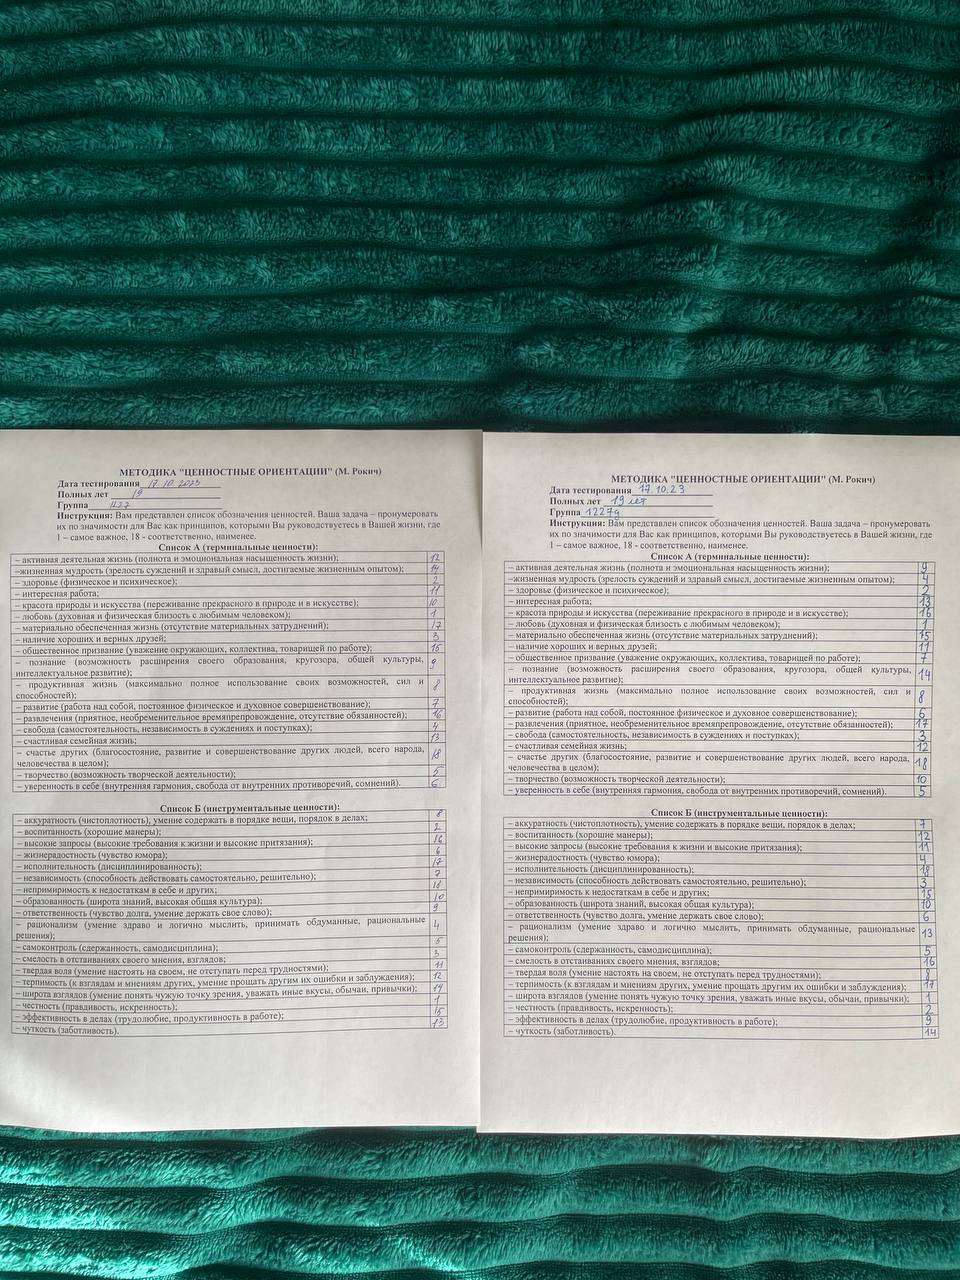 МЕТОДИКА "ЦЕННОСТНЫЕ ОРИЕНТАЦИИ" (М. Рокич)
Дата тестирования 17.10.2023
Полных лет 19
Группа
Инструкция: Вам представлен список обозначения ценностей. Ваша задача – пронумеровать
их по значимости для Вас как принципов, которыми Вы руководствуетесь в Вашей жизни, где
1 – самое важное, 18 - соответственно, наименее.
Список А (терминальные ценности):
– активная деятельная жизнь (полнота и эмоциональная насыщенность жизни); 12
–жизненная мудрость (зрелость суждений и здравый смысл, достигаемые жизненным опытом); 14
– здоровье (физическое и психическое); 2
– интересная работа; 11
– красота природы и искусства (переживание прекрасного в природе и в искусстве); 10
– любовь (духовная и физическая близость с любимым человеком); 1
– материально обеспеченная жизнь (отсутствие материальных затруднений); 17
– наличие хороших и верных друзей; 3
– общественное призвание (уважение окружающих, коллектива, товарищей по работе); 15
– познание (возможность расширения своего образования, кругозора, общей культуры,
интеллектуальное развитие); 9
– продуктивная жизнь (максимально полное использование своих возможностей, сил и
способностей); 8
– развитие (работа над собой, постоянное физическое и духовное совершенствование); 7
– развлечения (приятное, необременительное времяпрепровождение, отсутствие обязанностей); 16
– свобода (самостоятельность, независимость в суждениях и поступках); 4
– счастливая семейная жизнь; 13
– счастье других (благосостояние, развитие и совершенствование других людей, всего народа,
человечества в целом); 18
– творчество (возможность творческой деятельности); 5
– уверенность в себе (внутренняя гармония, свобода от внутренних противоречий, сомнений). 6
Список Б (инструментальные ценности):
– аккуратность (чистоплотность), умение содержать в порядке вещи, порядок в делах; 8
– воспитанность (хорошие манеры); 2
– высокие запросы (высокие требования к жизни и высокие притязания); 16
– жизнерадостность (чувство юмора); 6
– исполнительность (дисциплинированность); 17
– независимость (способность действовать самостоятельно, решительно); 7
– непримиримость к недостаткам в себе и других; 18
– образованность (широта знаний, высокая общая культура); 10
– ответственность (чувство долга, умение держать свое слово); 9
– рационализм (умение здраво и логично мыслить, принимать обдуманные, рациональные
решения); 4
– самоконтроль (сдержанность, самодисциплина); 5
– смелость в отстаиваниях своего мнения, взглядов; 3
– твердая воля (умение настоять на своем, не отступать перед трудностями); 11
– терпимость (к взглядам и мнениям других, умение прощать другим их ошибки и заблуждения); 12
– широта взглядов (умение понять чужую точку зрения, уважать иные вкусы, обычаи, привычки); 14
– честность (правдивость, искренность); 1
– эффективность в делах (трудолюбие, продуктивность в работе); 15
– чуткость (заботливость). 13
МЕТОДИКА "ЦЕННОСТНЫЕ ОРИЕНТАЦИИ" (М. Рокич)
Дата тестирования 17.10.23
Полных лет 19 лет
Группа 1227g
Инструкция: Вам представлен список обозначения ценностей. Ваша задача – пронумеровать
их по значимости для Вас как принципов, которыми Вы руководствуетесь в Вашей жизни, где
1 – самое важное, 18 - соответственно, наименее.
Список А (терминальные ценности):
– активная деятельная жизнь (полнота и эмоциональная насыщенность жизни); 9
–жизненная мудрость (зрелость суждений и здравый смысл, достигаемые жизненным опытом); 4
– здоровье (физическое и психическое); 2
– интересная работа; 13
– красота природы и искусства (переживание прекрасного в природе и в искусстве); 16
– любовь (духовная и физическая близость с любимым человеком); 1
– материально обеспеченная жизнь (отсутствие материальных затруднений); 15
– наличие хороших и верных друзей; 11
– общественное призвание (уважение окружающих, коллектива, товарищей по работе); 7
– познание (возможность расширения своего образования, кругозора, общей культуры,
интеллектуальное развитие); 14
– продуктивная жизнь (максимально полное использование своих возможностей, сил и
способностей); 8
– развитие (работа над собой, постоянное физическое и духовное совершенствование); 6
– развлечения (приятное, необременительное времяпрепровождение, отсутствие обязанностей); 17
– свобода (самостоятельность, независимость в суждениях и поступках); 3
– счастливая семейная жизнь; 12
– счастье других (благосостояние, развитие и совершенствование других людей, всего народа,
человечества в целом); 18
– творчество (возможность творческой деятельности); 10
– уверенность в себе (внутренняя гармония, свобода от внутренних противоречий, сомнений). 5
Список Б (инструментальные ценности):
– аккуратность (чистоплотность), умение содержать в порядке вещи, порядок в делах; 7
– воспитанность (хорошие манеры); 12
– высокие запросы (высокие требования к жизни и высокие притязания); 11
– жизнерадостность (чувство юмора); 4
– исполнительность (дисциплинированность); 18
– независимость (способность действовать самостоятельно, решительно); 3
– непримиримость к недостаткам в себе и других; 15
– образованность (широта знаний, высокая общая культура); 10
– ответственность (чувство долга, умение держать свое слово); 6
– рационализм (умение здраво и логично мыслить, принимать обдуманные, рациональные
решения); 13
– самоконтроль (сдержанность, самодисциплина); 5
– смелость в отстаиваниях своего мнения, взглядов; 16
– твердая воля (умение настоять на своем, не отступать перед трудностями); 8
– терпимость (к взглядам и мнениям других, умение прощать другим их ошибки и заблуждения); 17
– широта взглядов (умение понять чужую точку зрения, уважать иные вкусы, обычаи, привычки); 1
– честность (правдивость, искренность); 2
– эффективность в делах (трудолюбие, продуктивность в работе); 9
– чуткость (заботливость). 14